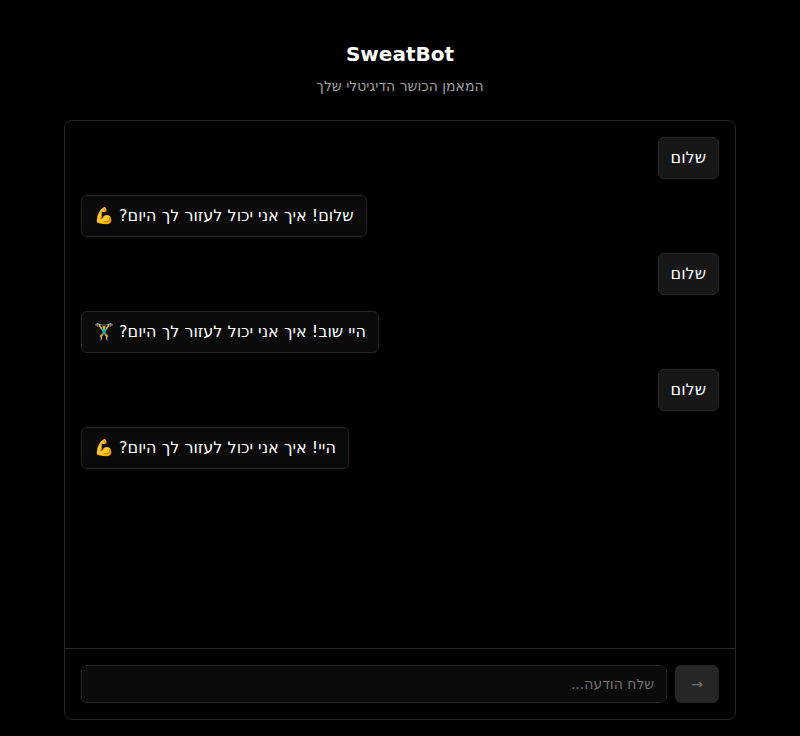 SweatBot
המאמן הכושר הדיגיטלי שלך
שלום
שלום! איך אני יכול לעזור לך היום? 💪
שלום
היי שוב! איך אני יכול לעזור לך היום? 🏋️‍♂️
שלום
היי! איך אני יכול לעזור לך היום? 💪
שלח הודעה...
→